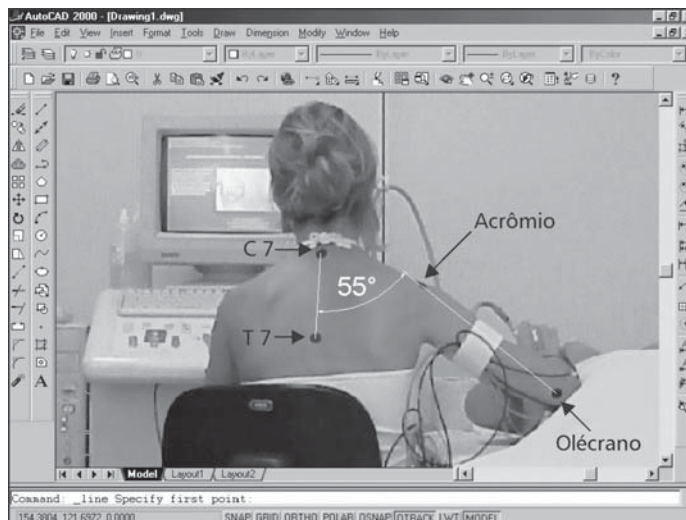 AutoCAD 2000 - [Drawing1.dwg]
File Edit View Insert Format Tools Draw Dimension Modify Window Help
0
ByLayer
ByLayer
ByLayer
ByColor
Acrômio
C 7
55°
T 7
Olécrano
Model Layout1 Layout2
Command: _line Specify first point:
154.3804, 121.6972, 0.0000 SNAP GRID ORTHO POLAR OSNAP OTRACK LWT MODEL